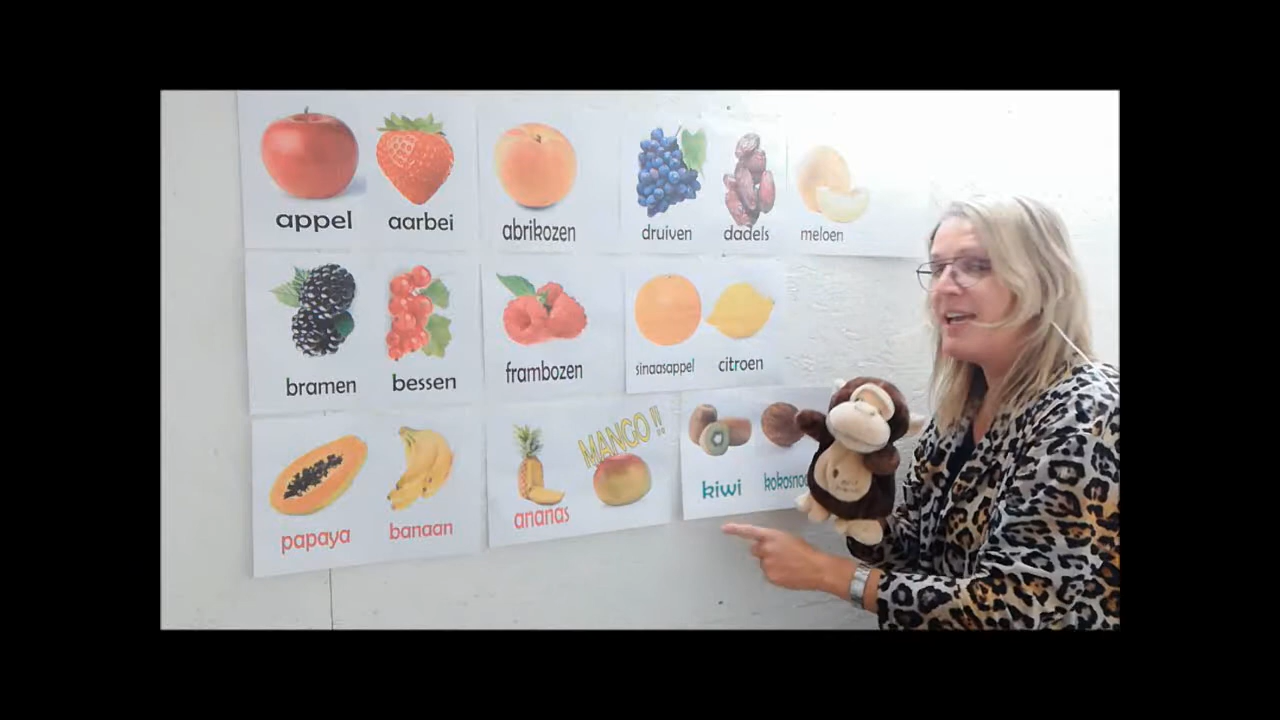 appel aarbei
abrikozen
druiven dadels
meloen
bramen bessen
frambozen
sinaasappel citroen
papaya banaan
ananas
MANGO !!
kiwi